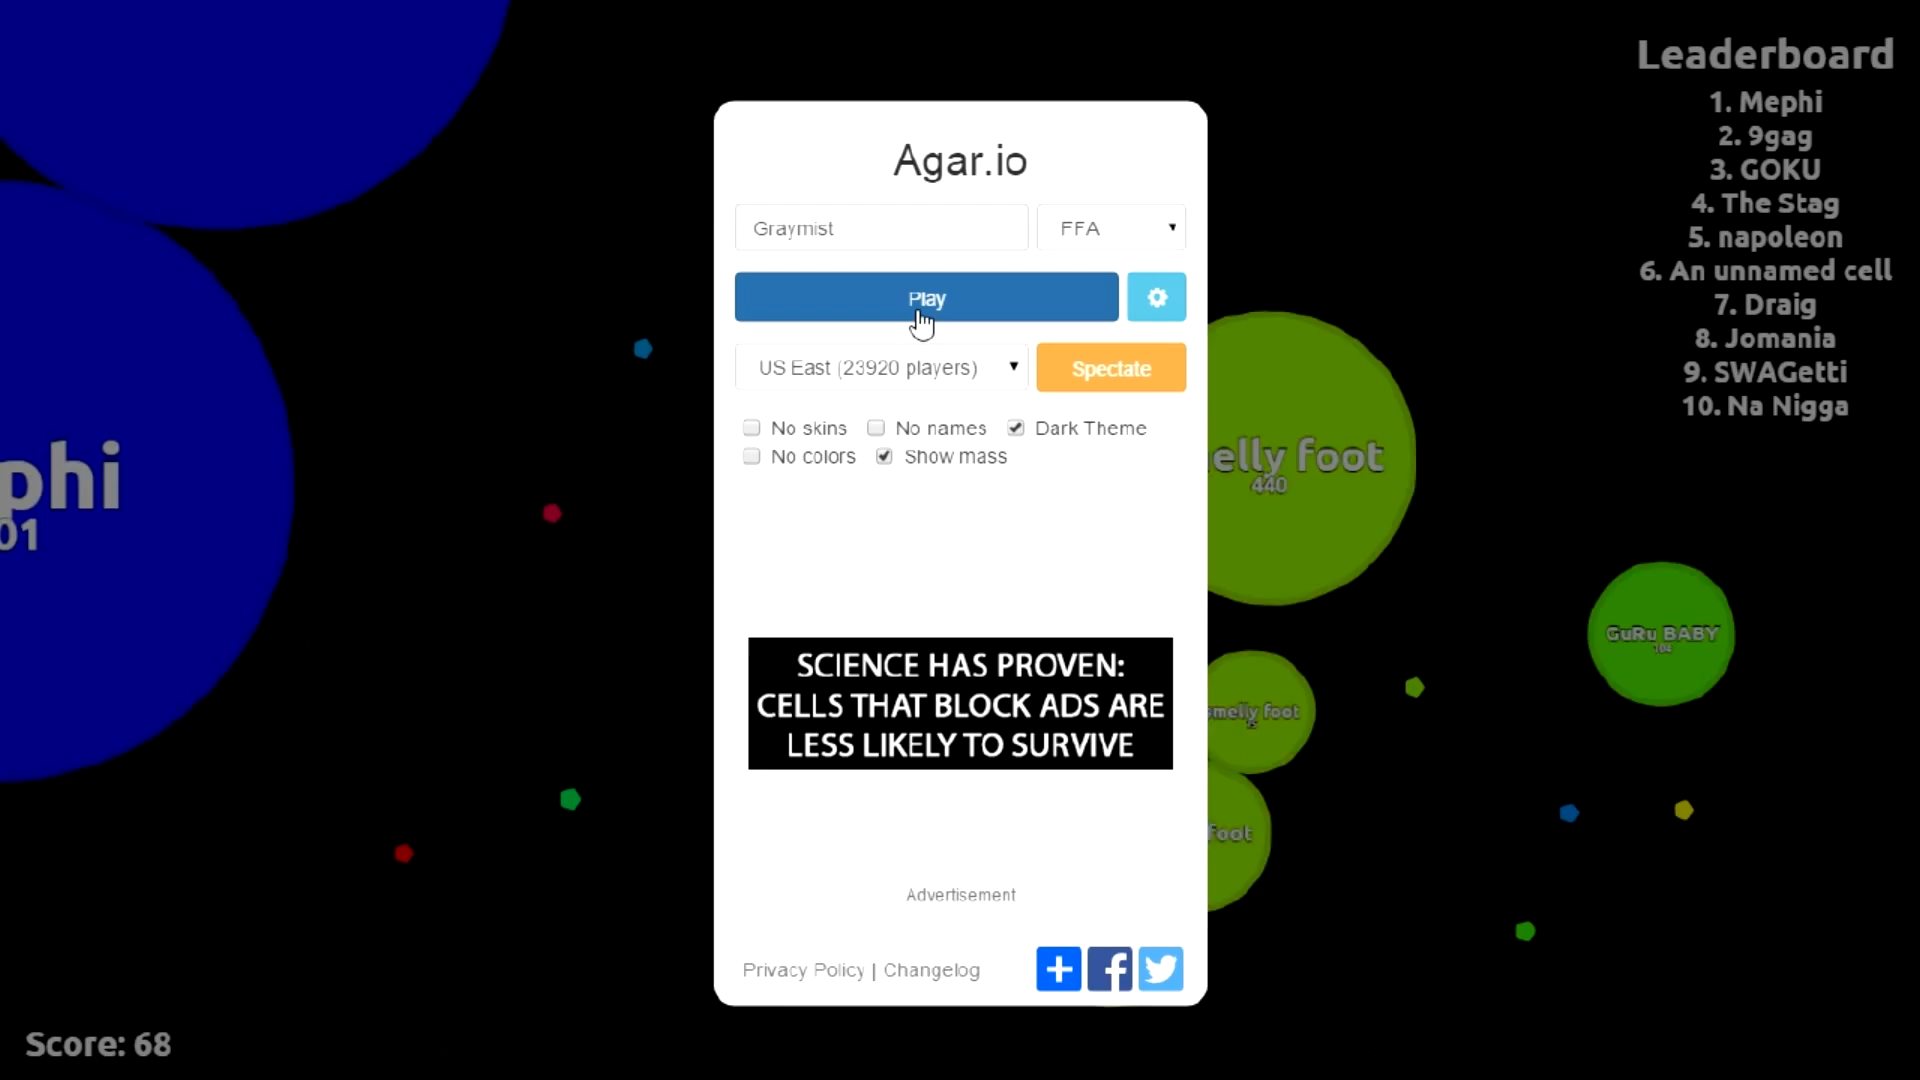 Leaderboard
1. Mephi
2. 9gag
3. GOKU
4. The Stag
5. napoleon
6. An unnamed cell
7. Draig
8. Jomania
9. SWAGetti
10. Na Nigga
Agar.io
Graymist
FFA
Play
US East (23920 players)
Spectate
No skins No names Dark Theme
No colors Show mass
SCIENCE HAS PROVEN:
CELLS THAT BLOCK ADS ARE
LESS LIKELY TO SURVIVE
Advertisement
Privacy Policy | Changelog
phi
01
elly foot
440
GuRu BABY
104
smelly foot
foot
Score: 68